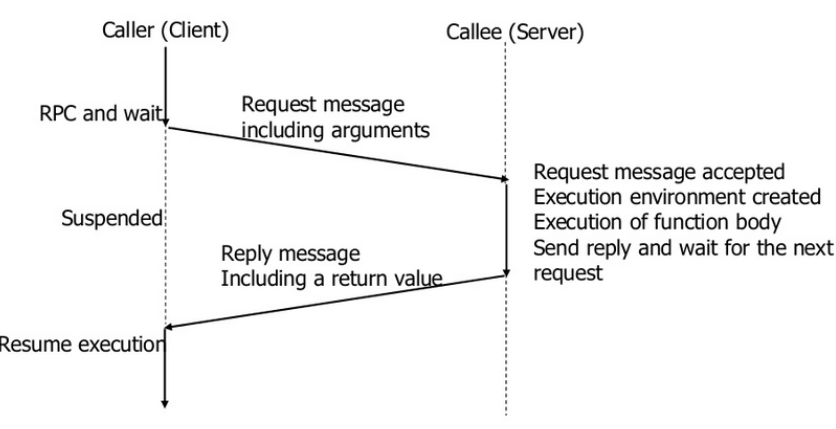 Caller (Client)
Callee (Server)
RPC and wait
Request message
including arguments
Request message accepted
Execution environment created
Execution of function body
Send reply and wait for the next
request
Suspended
Reply message
Including a return value
Resume execution